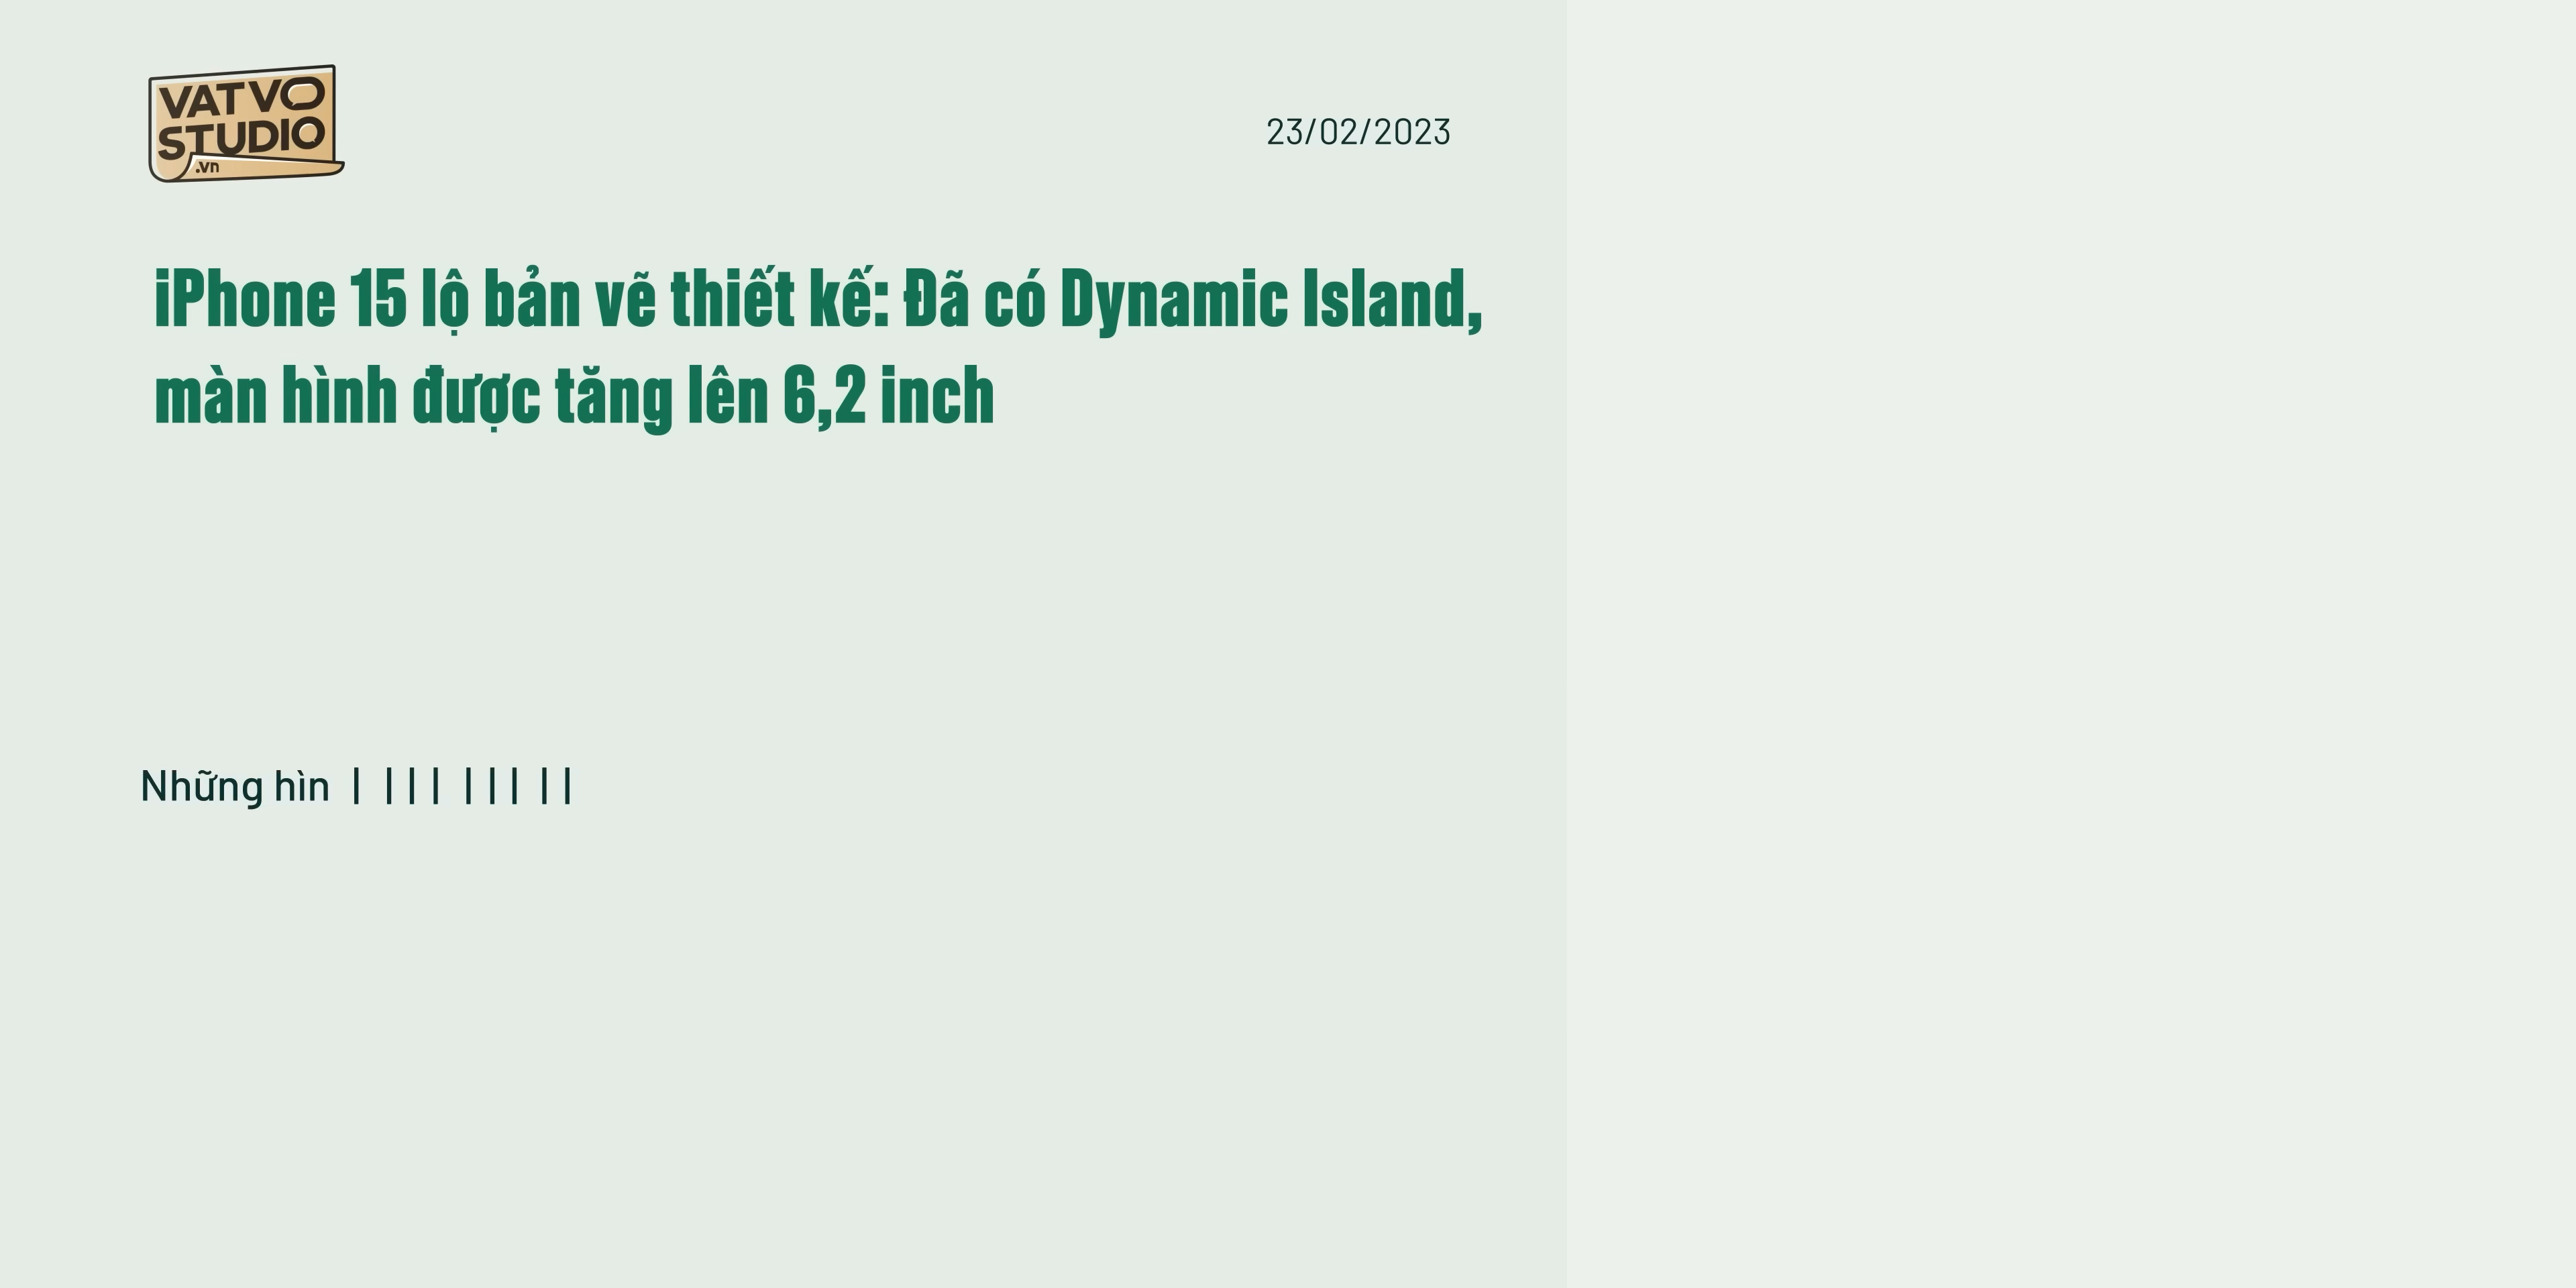 VATVO
STUDIO
.vn
23/02/2023
iPhone 15 lộ bản vẽ thiết kế: Đã có Dynamic Island,
màn hình được tăng lên 6,2 inch
Những hìn | | | | | | | | |